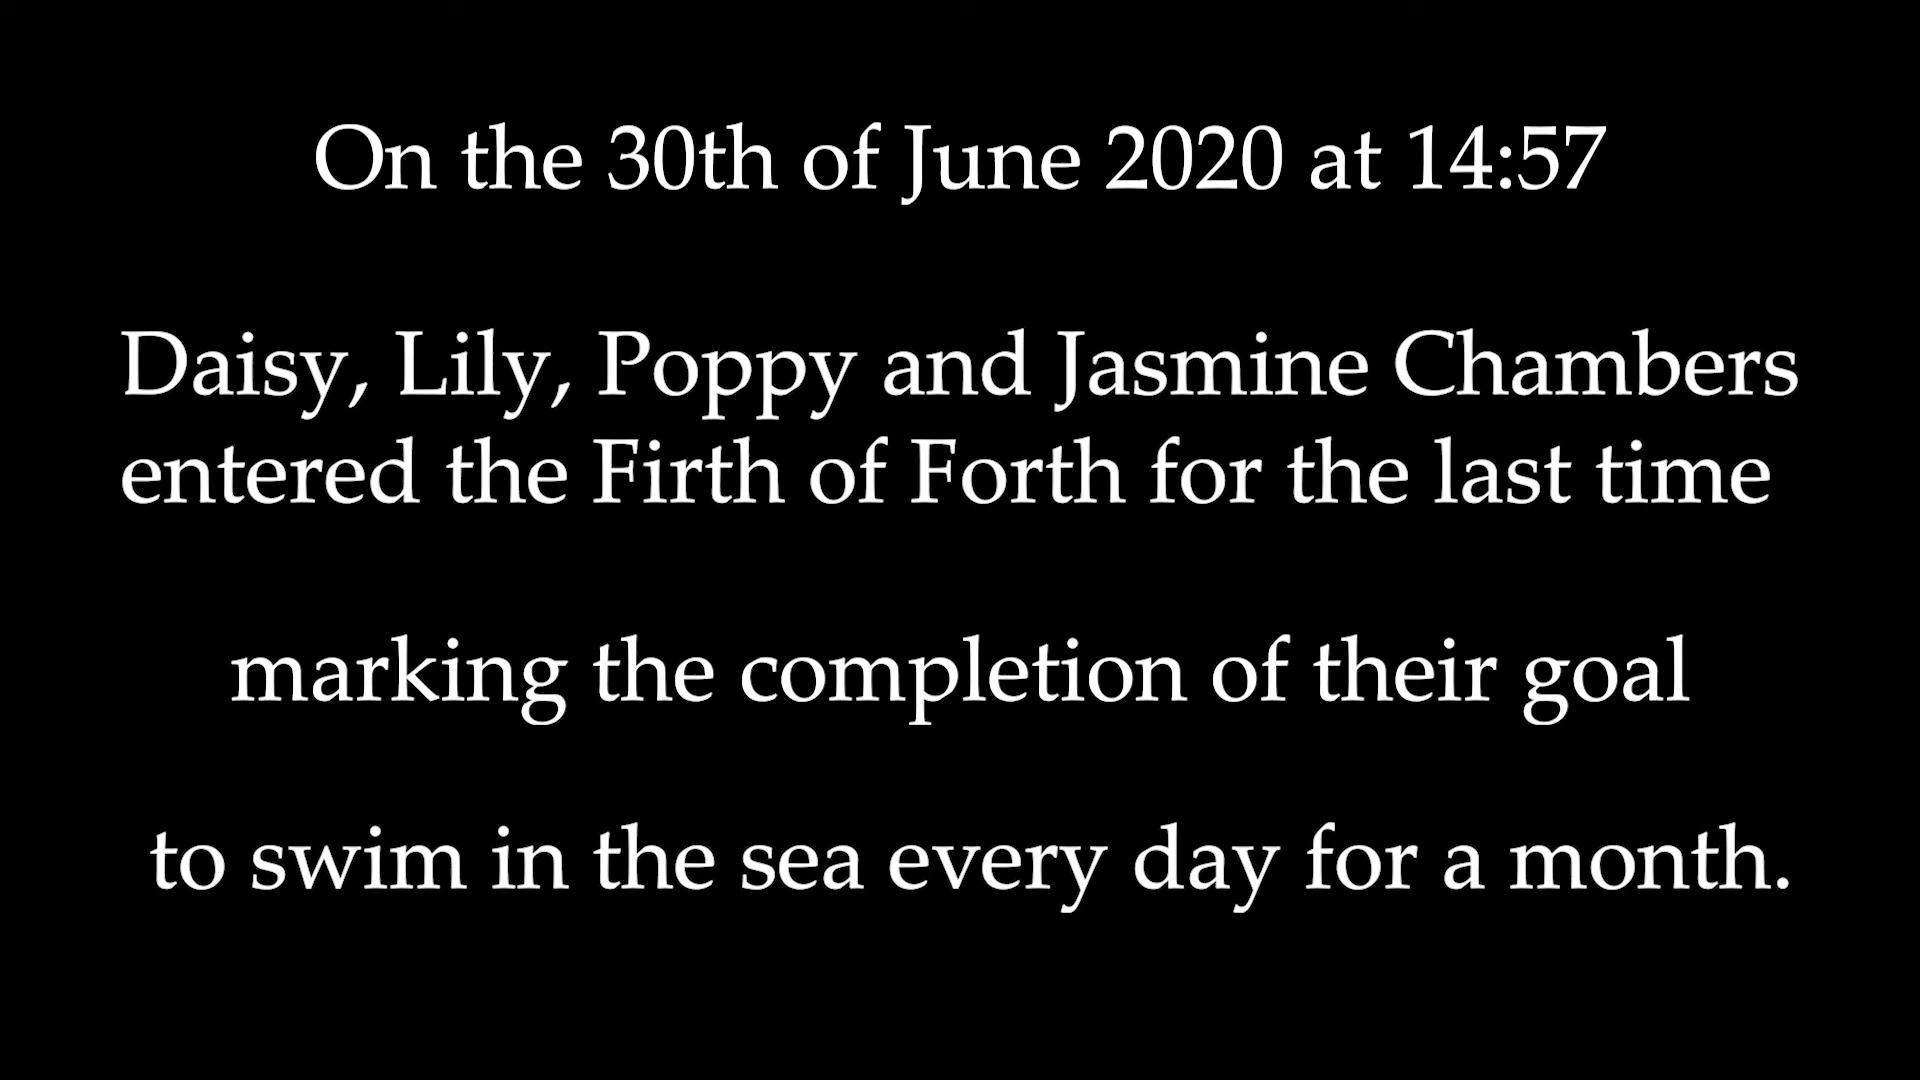 On the 30th of June 2020 at 14:57
Daisy, Lily, Poppy and Jasmine Chambers
entered the Firth of Forth for the last time
marking the completion of their goal
to swim in the sea every day for a month.